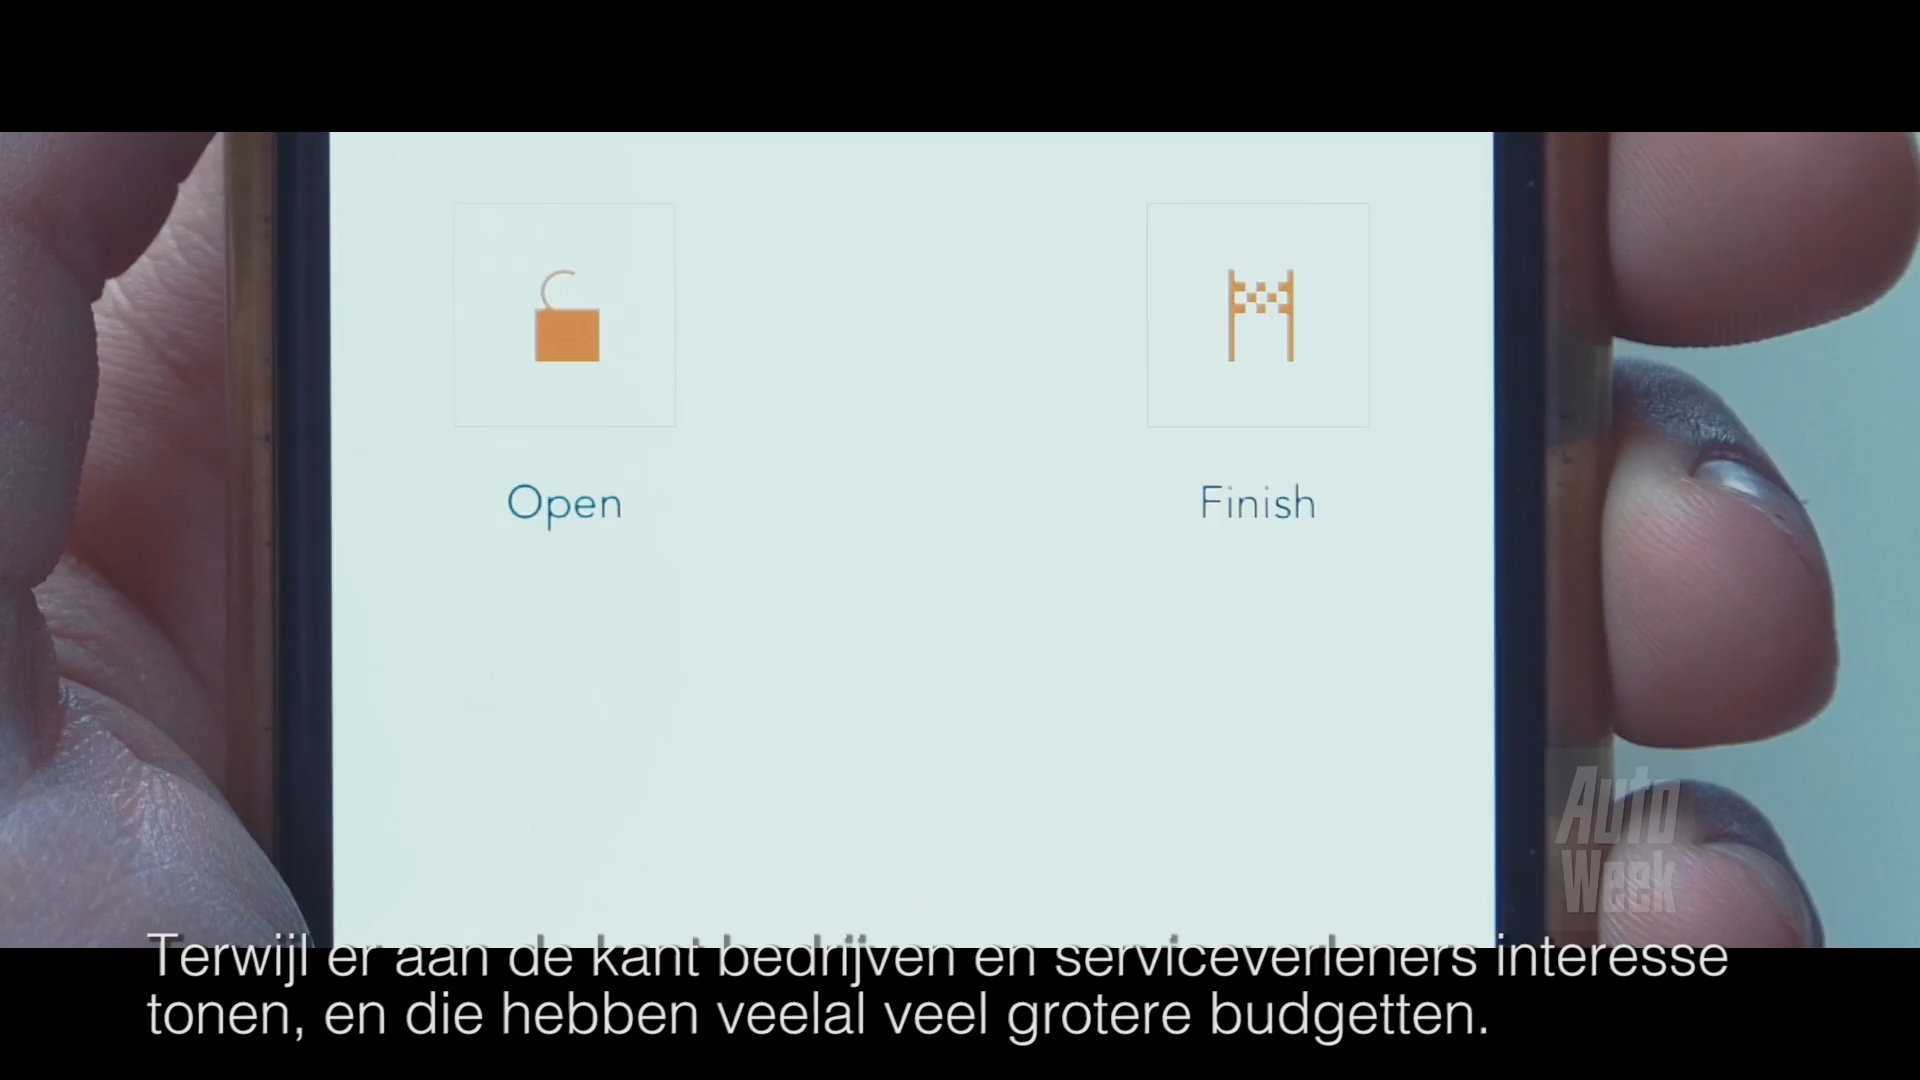 Open
Finish
Auto
Week
Terwijl er aan de kant bedrijven en serviceverleners interesse
tonen, en die hebben veelal veel grotere budgetten.